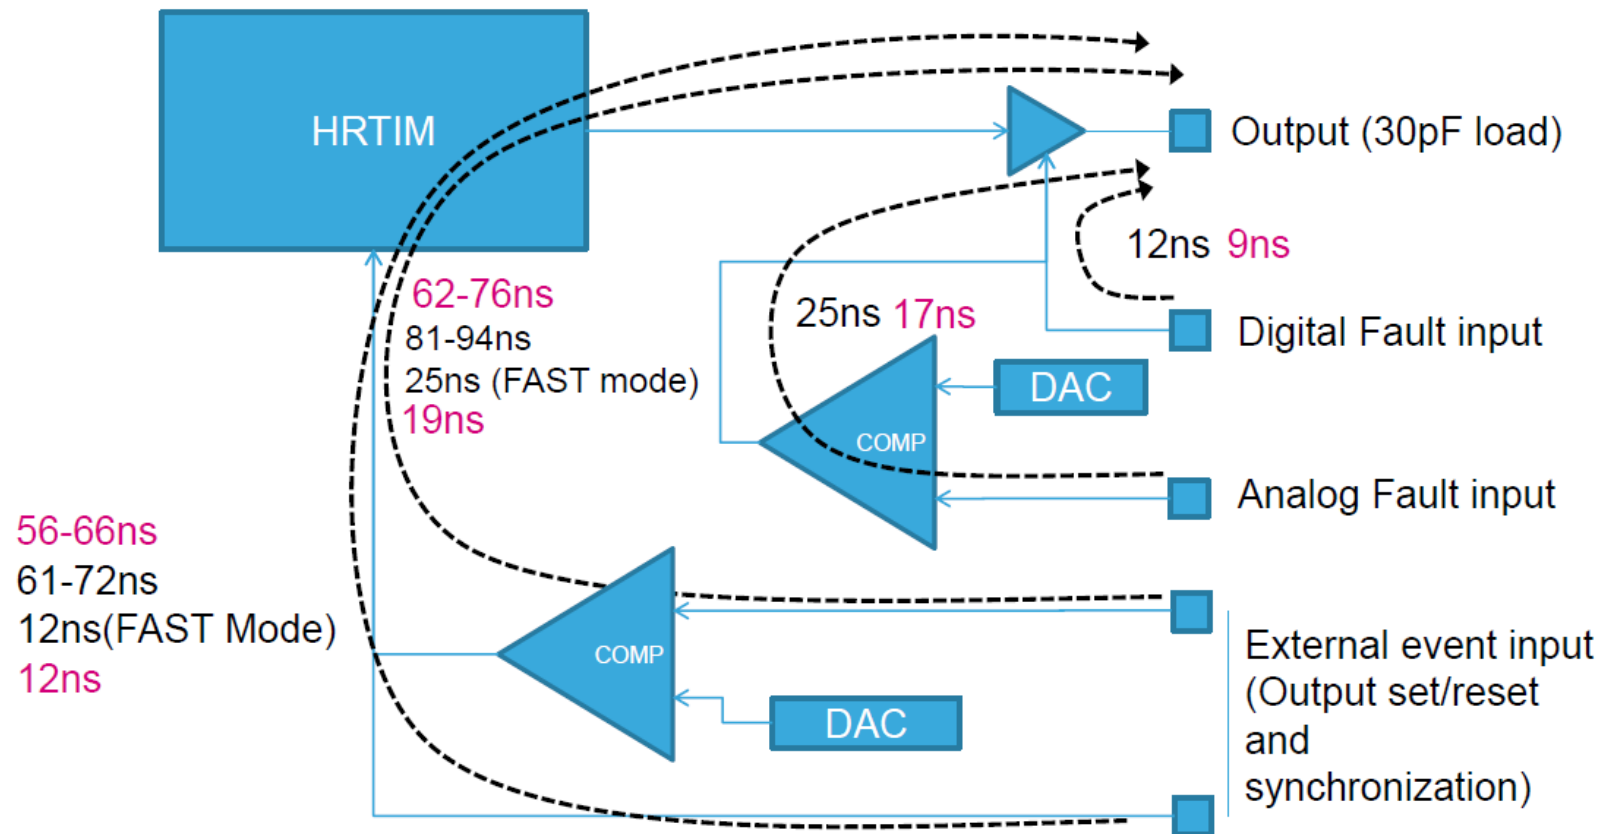 HRTIM
Output (30pF load)
12ns 9ns
62-76ns
81-94ns
25ns (FAST mode)
19ns
25ns 17ns
Digital Fault input
DAC
COMP
Analog Fault input
56-66ns
61-72ns
12ns(FAST Mode)
12ns
COMP
DAC
External event input
(Output set/reset
and
synchronization)